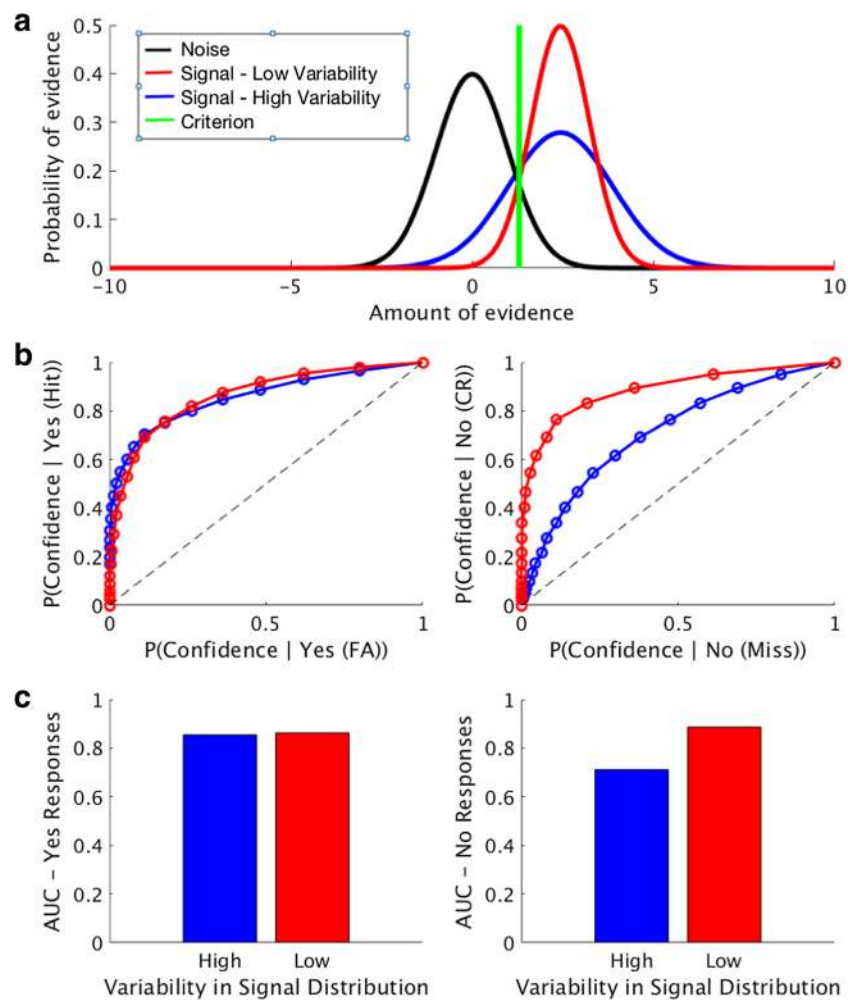 a
Probability of evidence
0.5
0.4
0.3
0.2
0.1
0
Noise
Signal - Low Variability
Signal - High Variability
Criterion
−10
−5
0
5
10
Amount of evidence
b
P(Confidence | Yes (Hit))
1
0.8
0.6
0.4
0.2
0
0
0.5
1
P(Confidence | Yes (FA))
P(Confidence | No (CR))
1
0.8
0.6
0.4
0.2
0
0
0.5
1
P(Confidence | No (Miss))
c
AUC − Yes Responses
1
0.8
0.6
0.4
0.2
0
High
Low
Variability in Signal Distribution
AUC − No Responses
1
0.8
0.6
0.4
0.2
0
High
Low
Variability in Signal Distribution